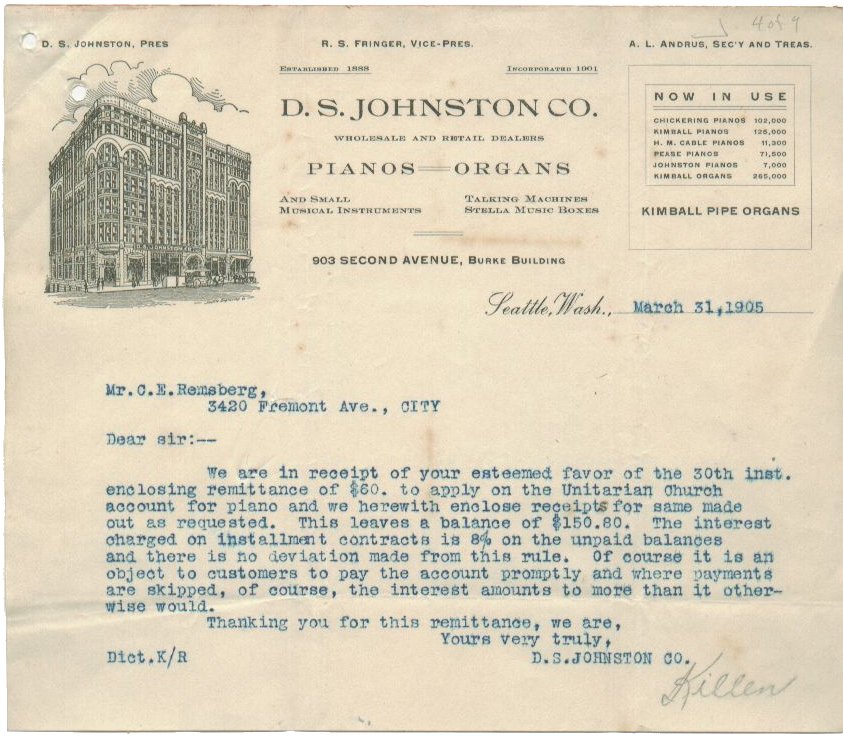 4 of 9
D. S. JOHNSTON, PRES
R. S. FRINGER, VICE-PRES.
A. L. ANDRUS, SEC'Y AND TREAS.
ESTABLISHED 1888
INCORPORATED 1901
D. S. JOHNSTON CO.
WHOLESALE AND RETAIL DEALERS
PIANOS ORGANS
AND SMALL
MUSICAL INSTRUMENTS
TALKING MACHINES
STELLA MUSIC BOXES
903 SECOND AVENUE, BURKE BUILDING
NOW IN USE
CHICKERING PIANOS 102,000
KIMBALL PIANOS 125,000
H. M. CABLE PIANOS 11,300
PEASE PIANOS 71,500
JOHNSTON PIANOS 7,000
KIMBALL ORGANS 265,000
KIMBALL PIPE ORGANS
D. S. JOHNSTON
Seattle, Wash., March 31,1905
Mr.C.E.Remsberg,
3420 Fremont Ave., CITY
Dear sir:--
We are in receipt of your esteemed favor of the 30th inst.
enclosing remittance of $60. to apply on the Unitarian Church
account for piano and we herewith enclose receipts for same made
out as requested. This leaves a balance of $150.80. The interest
charged on installment contracts is 8% on the unpaid balances
and there is no deviation made from this rule. Of course it is an
object to customers to pay the account promptly and where payments
are skipped, of course, the interest amounts to more than it other-
wise would.
Thanking you for this remittance, we are,
Yours very truly,
Dict.K/R D.S.JOHNSTON CO.
Killen